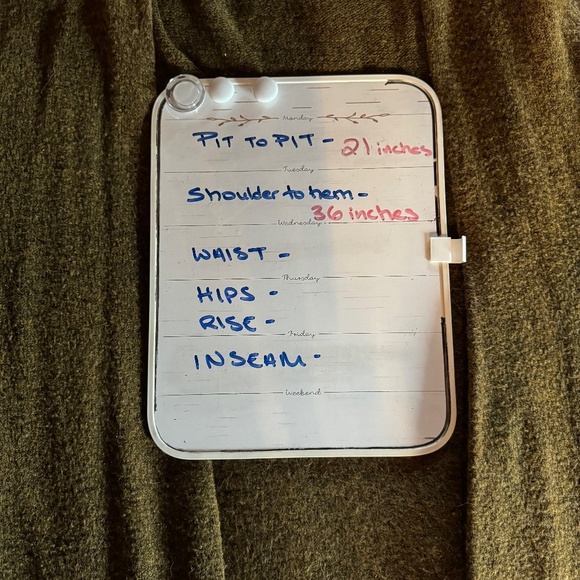 Monday
PIT TO PIT - 21 inches
Tuesday
Shoulder to hem -
36 inches
Wednesday
WAIST -
Thursday
HIPS -
RISE -
Friday
INSEAM -
Weekend